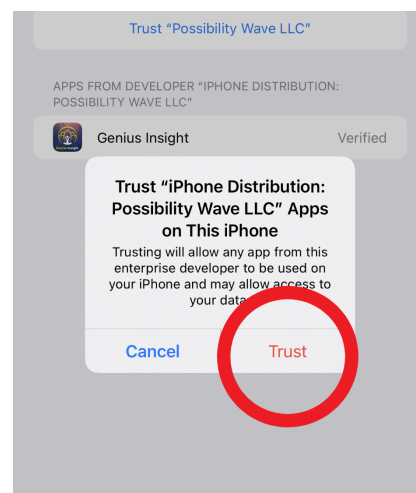 Trust “Possibility Wave LLC”
APPS FROM DEVELOPER “IPHONE DISTRIBUTION:
POSSIBILITY WAVE LLC”
Genius Insight
Verified
Trust “iPhone Distribution:
Possibility Wave LLC” Apps
on This iPhone
Trusting will allow any app from this
enterprise developer to be used on
your iPhone and may allow access to
your data
Cancel
Trust